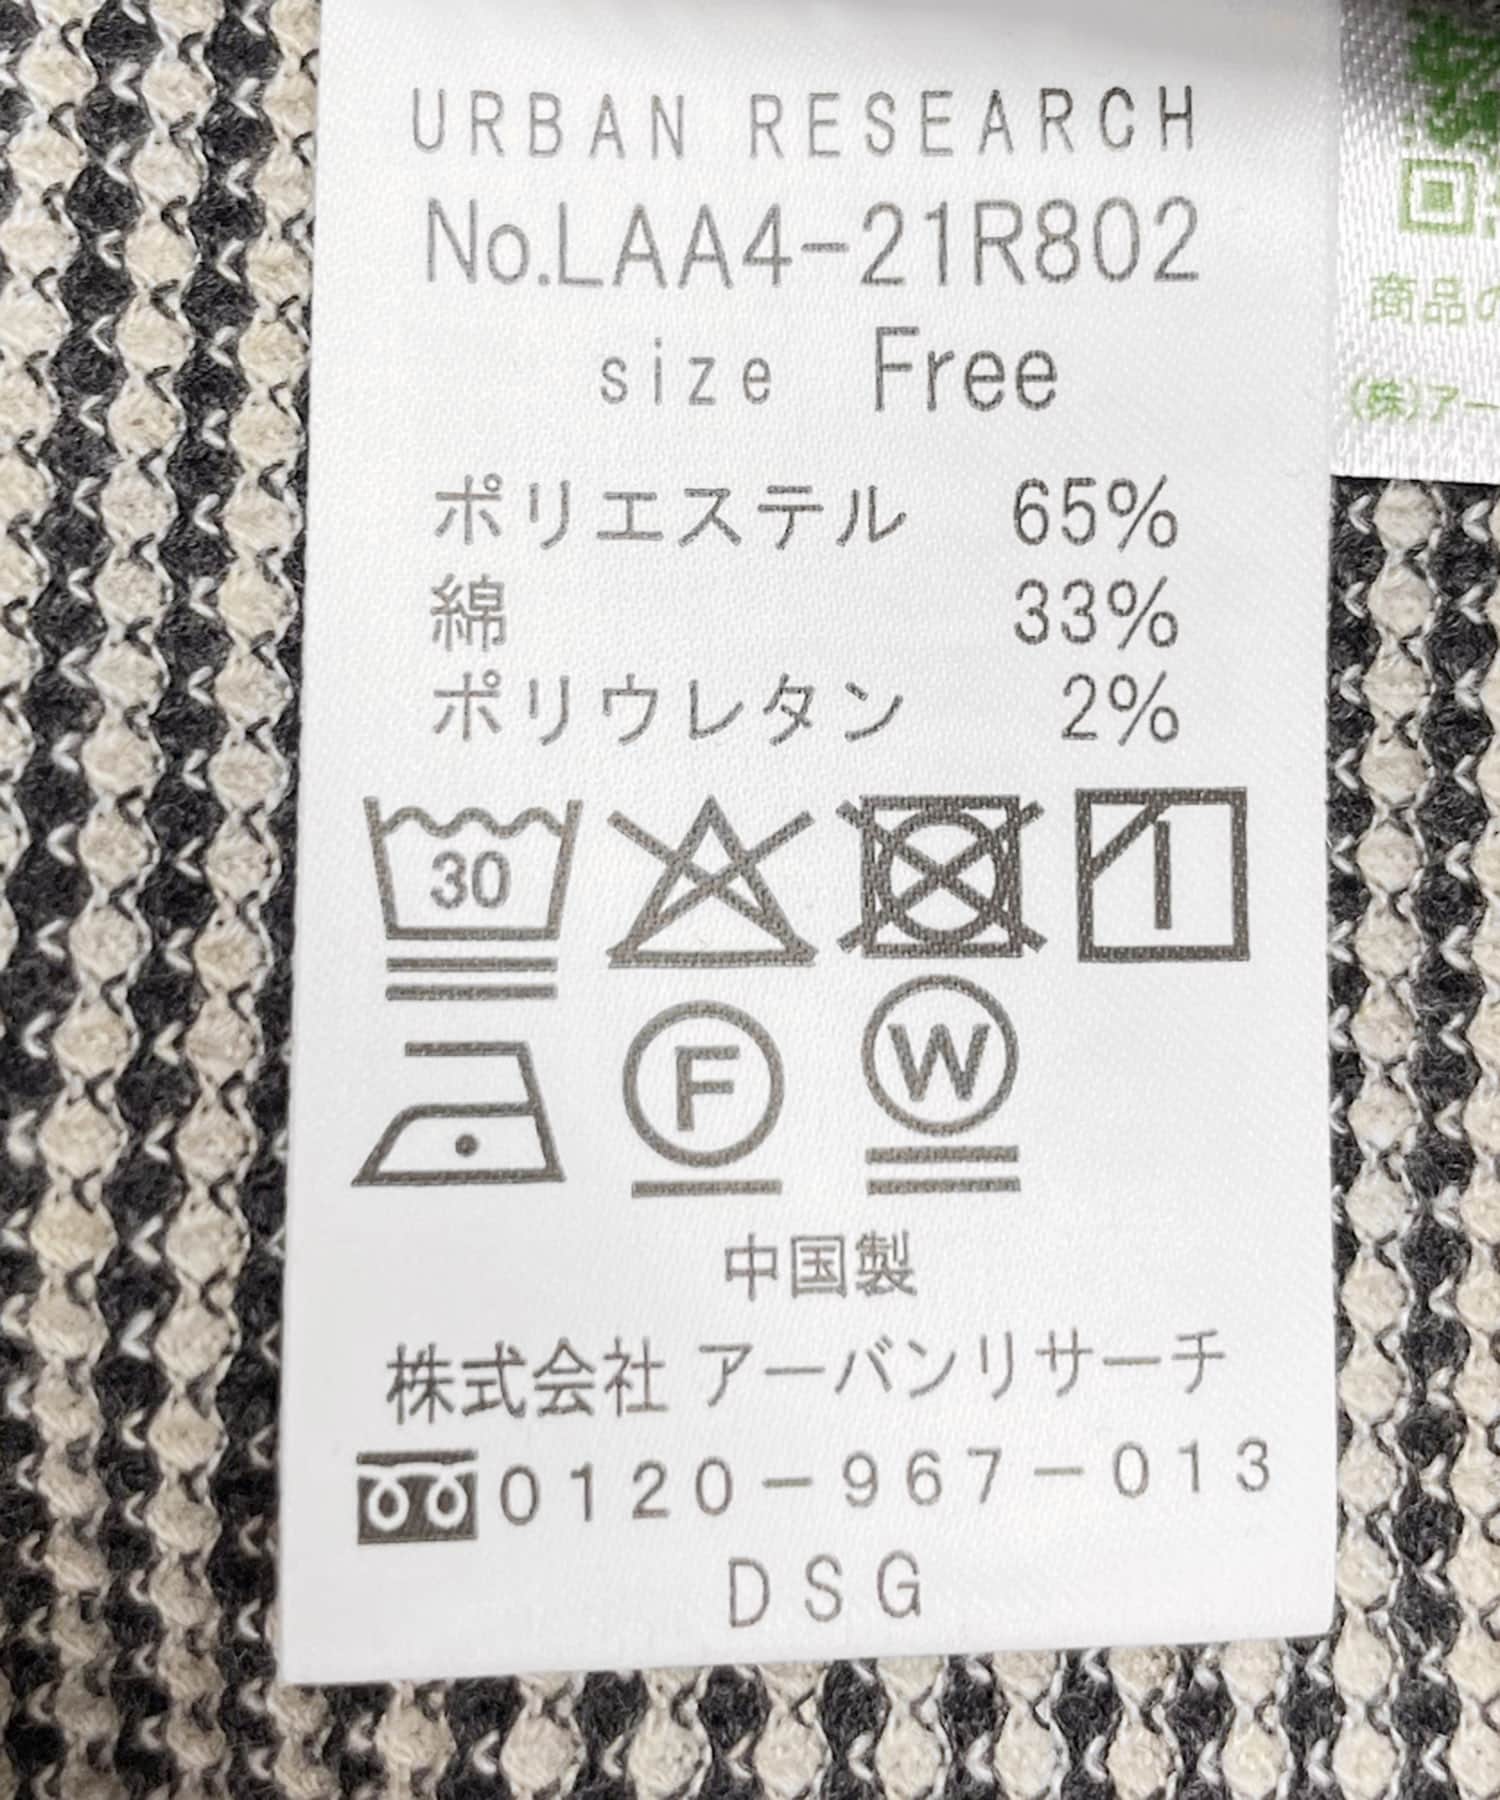 URBAN RESEARCH
No.LAA4-21R802
size Free
ポリエステル 65%
綿 33%
ポリウレタン 2%
30
F
W
中国製
株式会社 アーバンリサーチ
0120-967-013
DSG
商品の
(株)アー